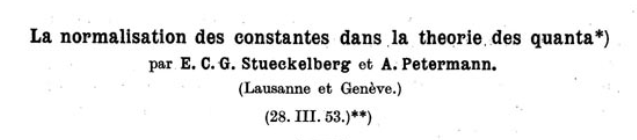 La normalisation des constantes dans la theorie des quanta*)
par E. C. G. Stueckelberg et A. Petermann.
(Lausanne et Genève.)
(28. III. 53.)**)